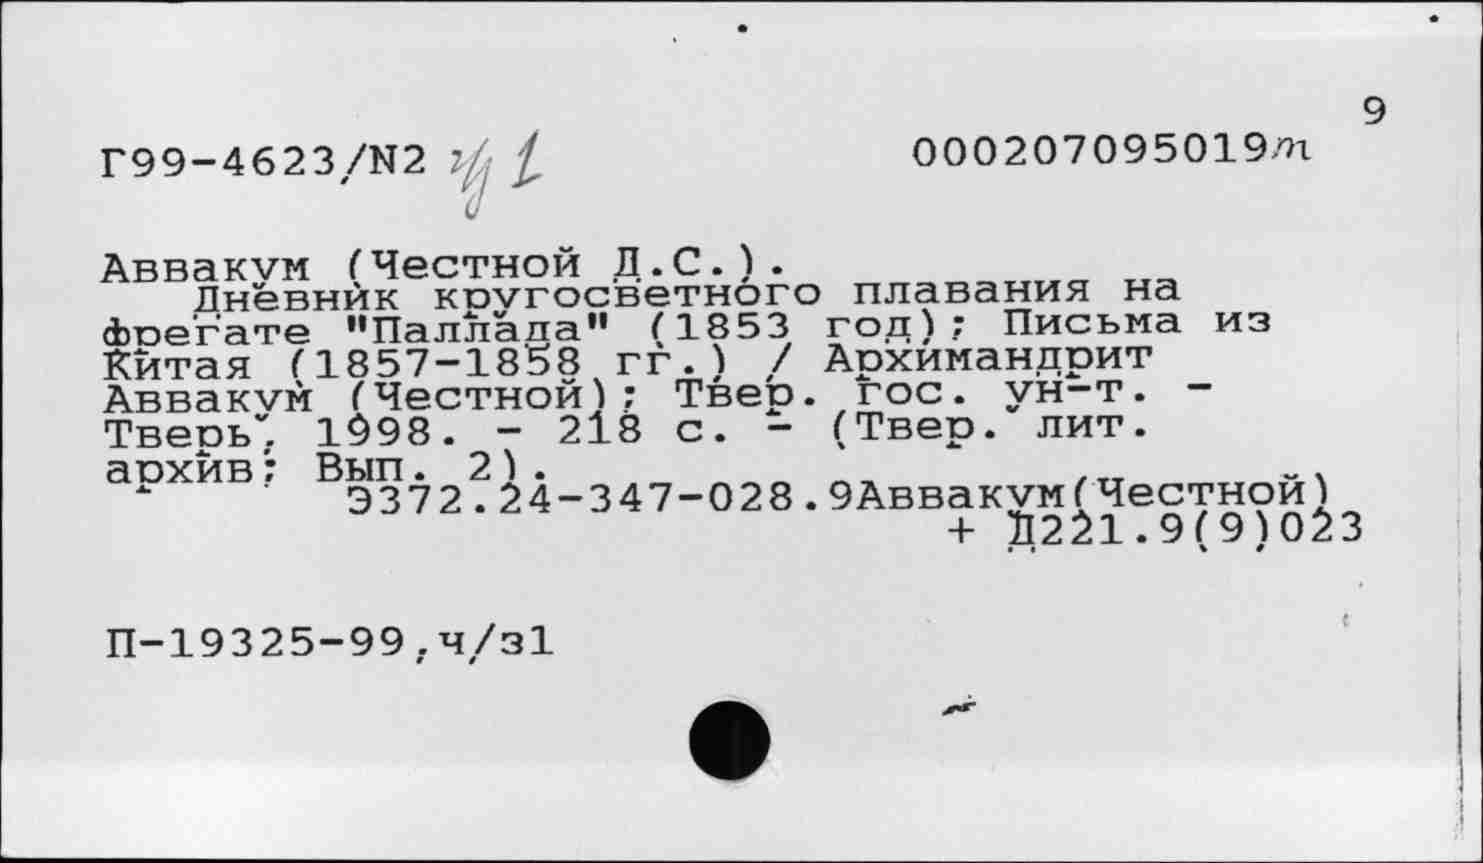 9
Г99-4623/N2 ч 1 000207095019m
Аввакум (Честной Д.С.).
Дневник кругосветного плавания на
фрегате "Паллада" (1853 год); Письма из
Китая (1857-1858 гг.) / Архимандрит
Аввакум (Честной); Твер. гос. ун-т. -
Тверь, 1998. - 218 с. - (Твер. лит.
архив; Вып. 2).
Э372.24-347-028.9Аввакум(Честной)
+ Д221.9(9)023
П-19325-99,ч/з1